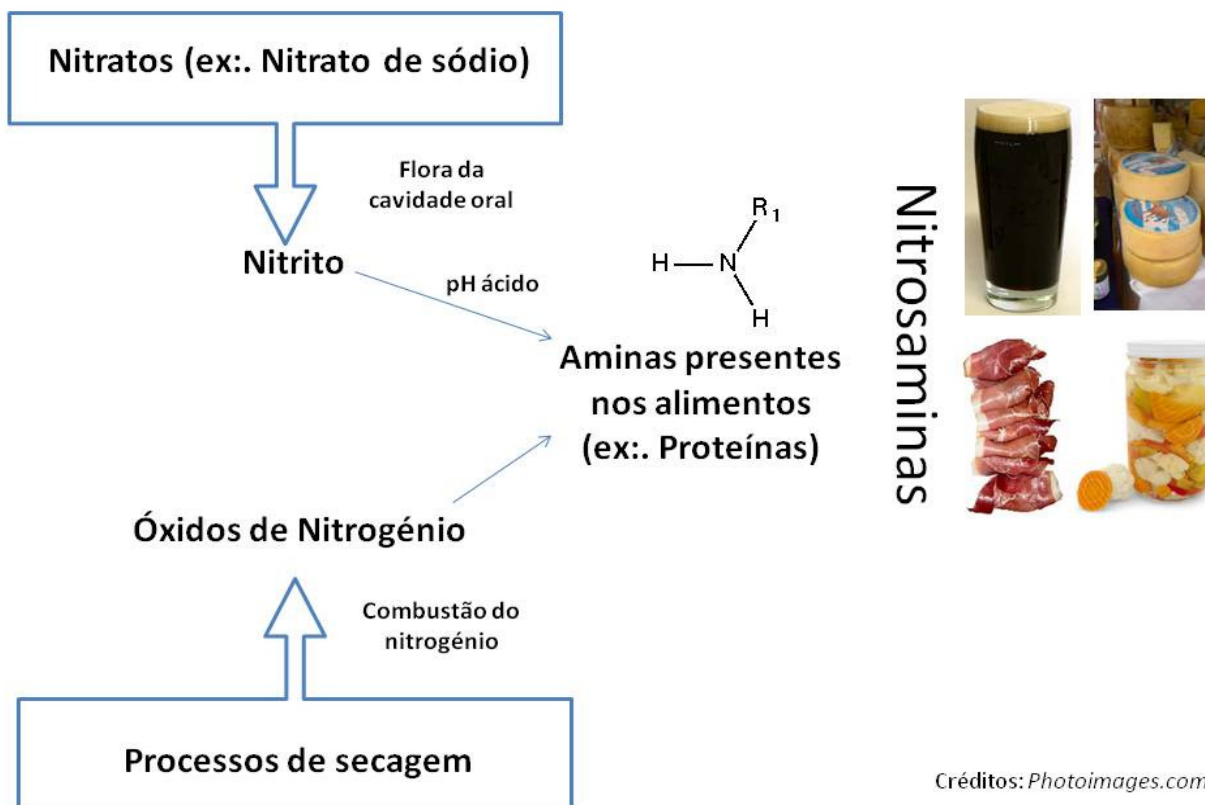 Nitratos (ex:. Nitrato de sódio)
Flora da
cavidade oral
Nitrito
pH ácido
R1
H N
H
Aminas presentes
nos alimentos
(ex:. Proteínas)
Nitrosaminas
Óxidos de Nitrogénio
Combustão do
nitrogénio
Processos de secagem
Créditos: Photoimages.com